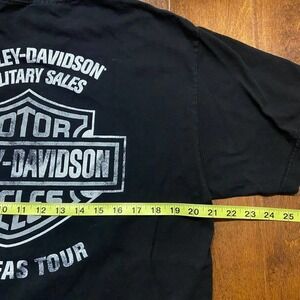 LEY-DAVIDSON
LITARY SALES
OTOR
Y-DAVIDSON
CLES
10 11 12 13 14 15 16 17 18 19 20 21 22 23 24 25
FAS TOUR